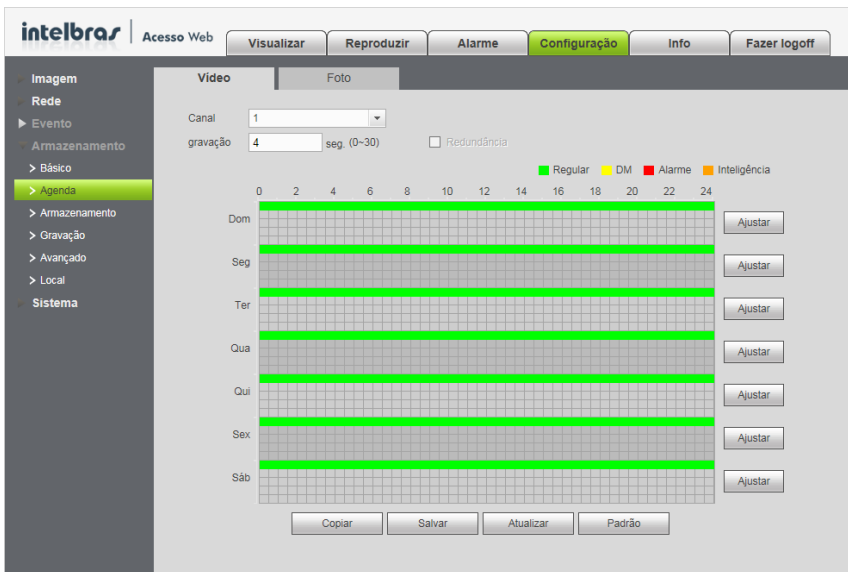 intelbras Acesso Web Visualizar Reproduzir Alarme Configuração Info Fazer logoff
Imagem
Rede
Evento
Armazenamento
Básico
Agenda
Armazenamento
Gravação
Avançado
Local
Sistema
Vídeo Foto
Canal 1
gravação 4 seg. (0~30) Redundância
Regular DM Alarme Inteligência
0 2 4 6 8 10 12 14 16 18 20 22 24
Dom Ajustar
Seg Ajustar
Ter Ajustar
Qua Ajustar
Qui Ajustar
Sex Ajustar
Sáb Ajustar
Copiar Salvar Atualizar Padrão